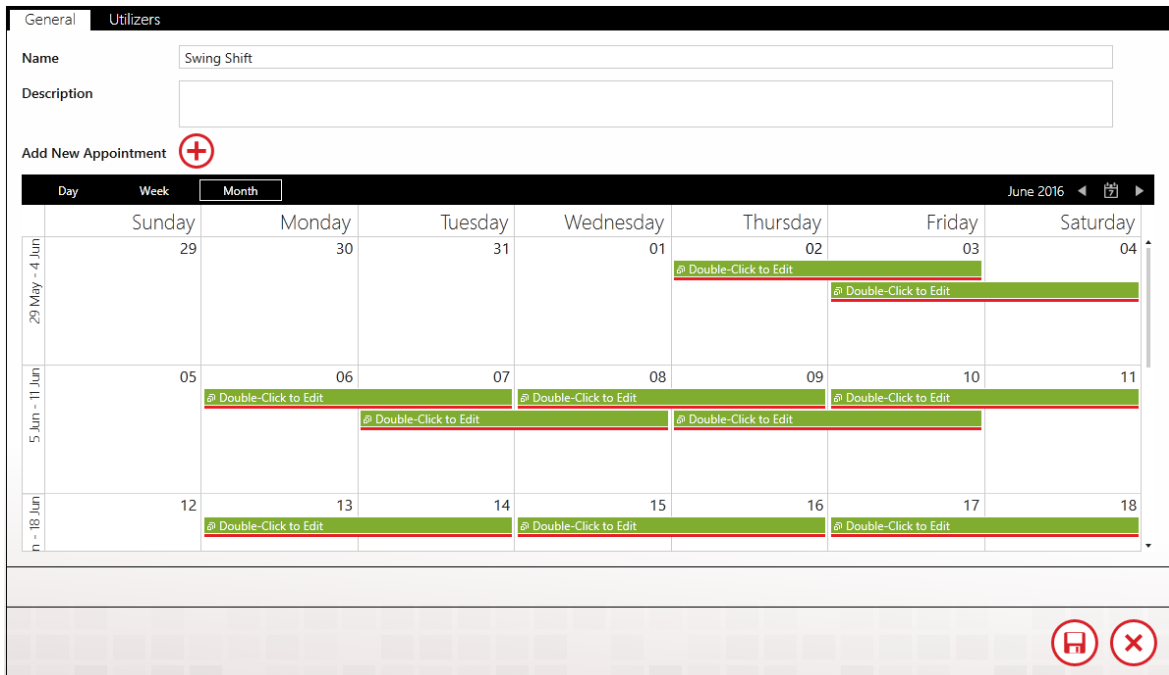 General Utilizers
Name Swing Shift
Description
Add New Appointment
Day Week Month June 2016 7
Sunday Monday Tuesday Wednesday Thursday Friday Saturday
29 May - 4 Jun
29 30 31 01 02 03 04
Double-Click to Edit
Double-Click to Edit
5 Jun - 11 Jun
05 06 07 08 09 10 11
Double-Click to Edit Double-Click to Edit Double-Click to Edit
Double-Click to Edit Double-Click to Edit
n - 18 Jun
12 13 14 15 16 17 18
Double-Click to Edit Double-Click to Edit Double-Click to Edit